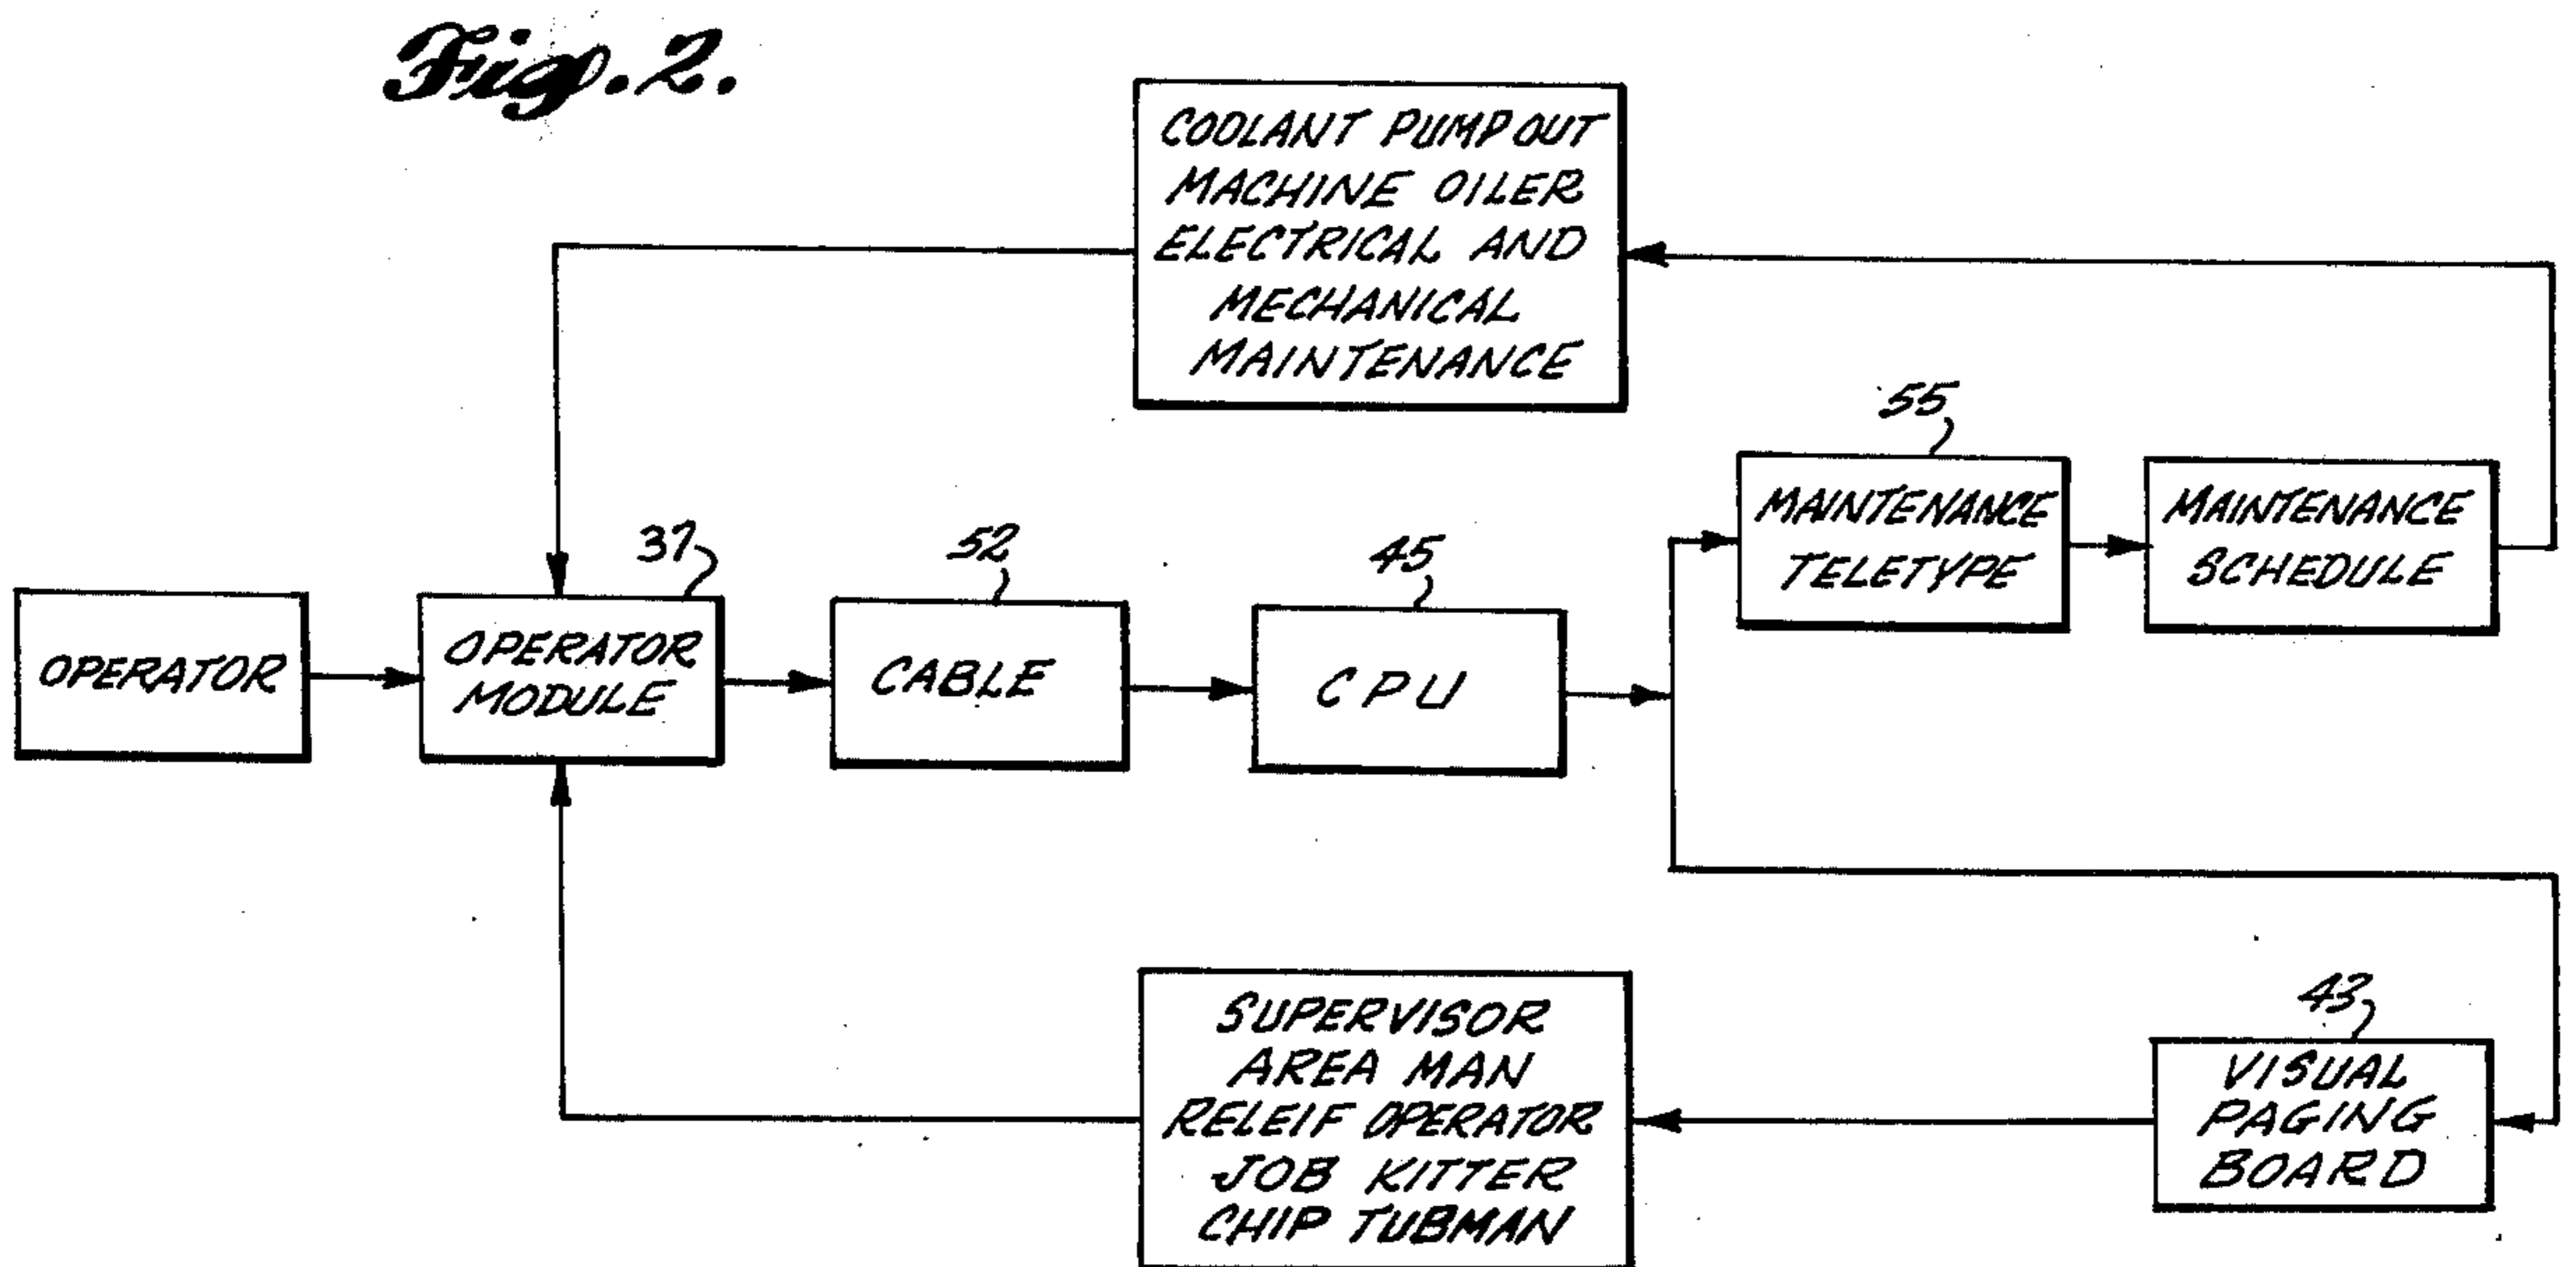 Fig. 2.
COOLANT PUMP OUT
MACHINE OILER
ELECTRICAL AND
MECHANICAL
MAINTENANCE
55
MAINTENANCE
TELETYPE
MAINTENANCE
SCHEDULE
OPERATOR
37
OPERATOR
MODULE
52
CABLE
45
CPU
SUPERVISOR
AREA MAN
RELEIF OPERATOR
JOB KITTER
CHIP TUBMAN
43
VISUAL
PAGING
BOARD